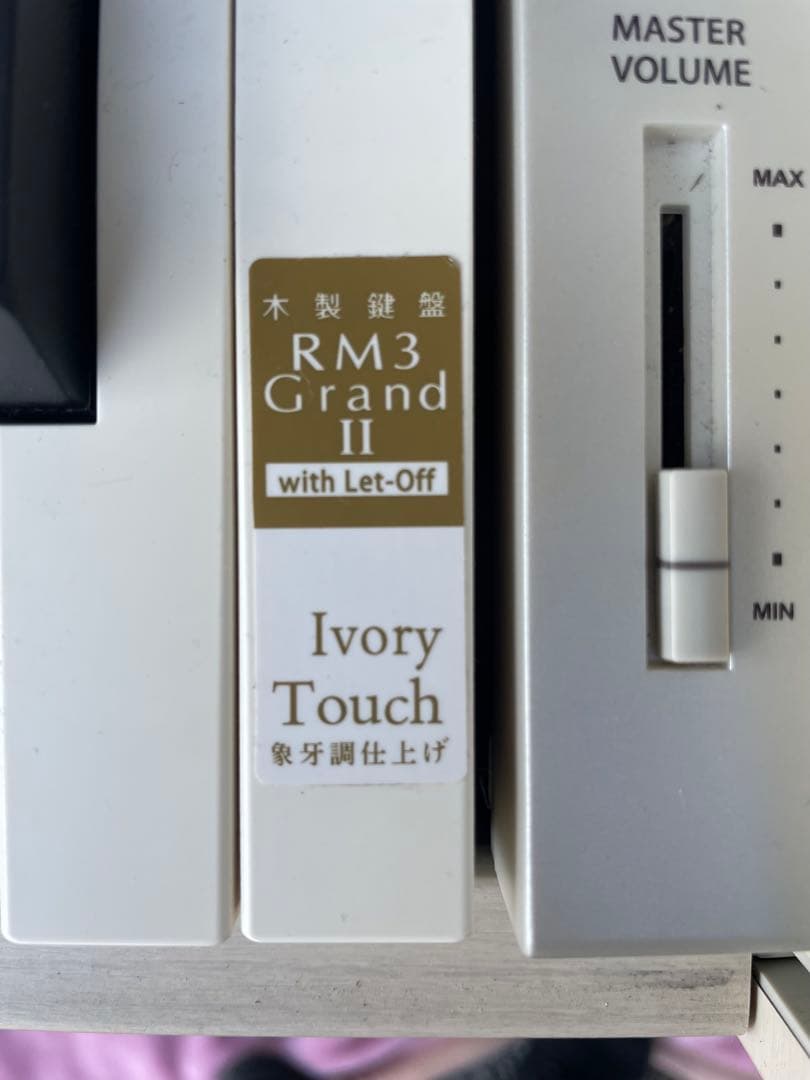 MASTER
VOLUME
MAX
MIN
木製鍵盤
RM3
Grand
II
with Let-Off
Ivory
Touch
象牙調仕上げ